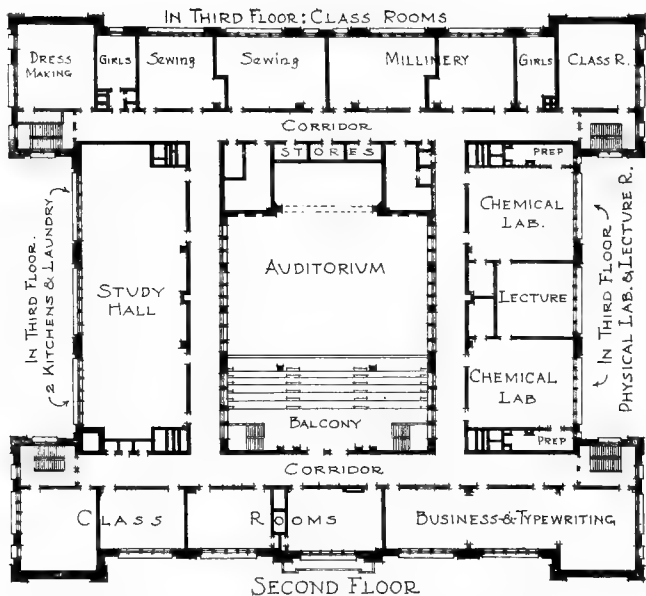 IN THIRD FLOOR: CLASS ROOMS
DRESS
MAKING
GIRLS
SEWING
SEWING
MILLINERY
GIRLS
CLASS R.
CORRIDOR
STORES
PREP
CHEMICAL
LAB.
AUDITORIUM
STUDY
HALL
LECTURE
IN THIRD FLOOR.
2 KITCHENS & LAUNDRY
IN THIRD FLOOR
PHYSICAL LAB. & LECTURE R.
CHEMICAL
LAB
BALCONY
PREP
CORRIDOR
CLASS ROOMS
BUSINESS & TYPEWRITING
SECOND FLOOR